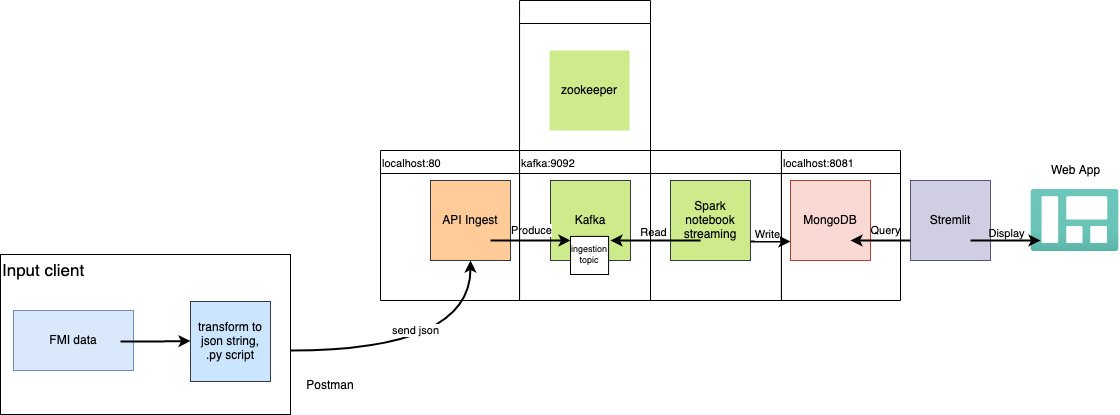 zookeeper
localhost:80
kafka:9092
localhost:8081
Web App
API Ingest
Kafka
Spark
notebook
streaming
MongoDB
Stremlit
Produce
Read
Write
Query
Display
ingestion
topic
Input client
FMI data
transform to
json string,
.py script
send json
Postman